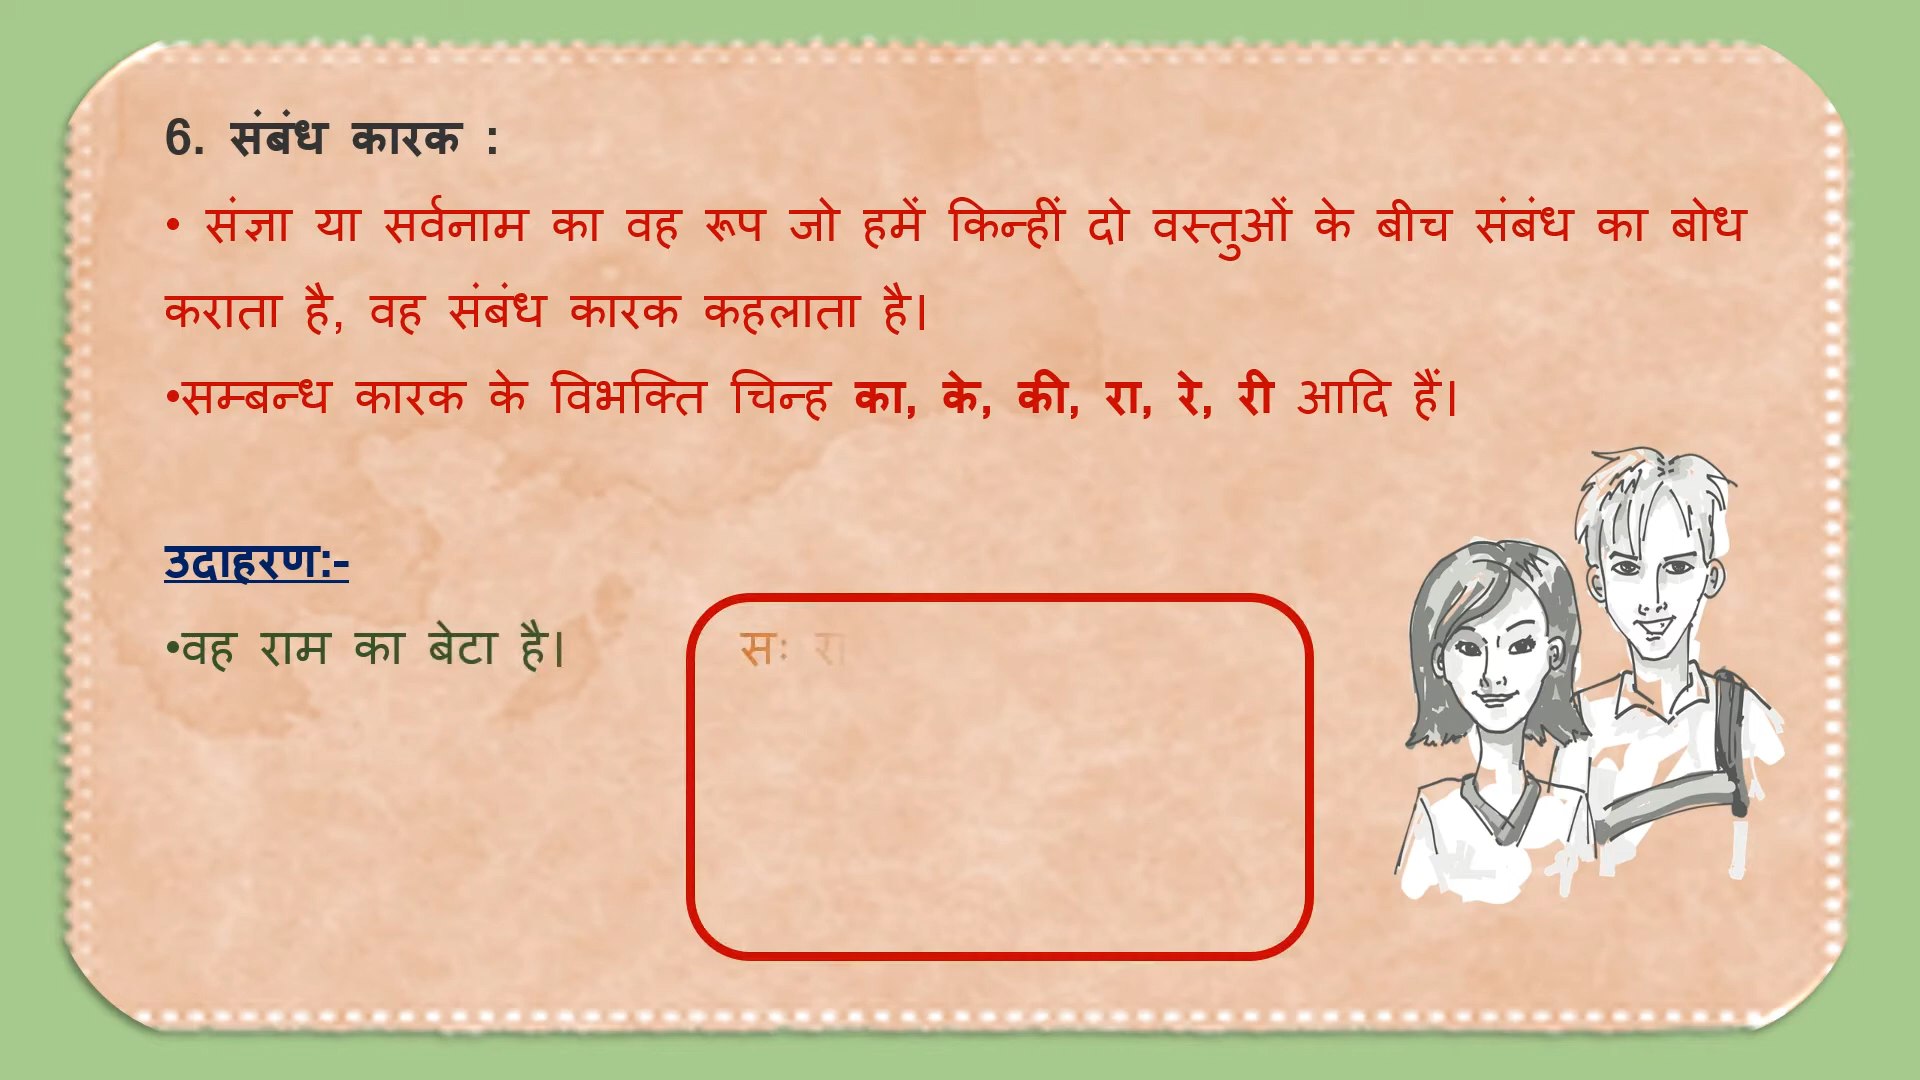 6. संबंध कारक :
• संज्ञा या सर्वनाम का वह रूप जो हमें किन्हीं दो वस्तुओं के बीच संबंध का बोध
कराता है, वह संबंध कारक कहलाता है।
•सम्बन्ध कारक के विभक्ति चिन्ह का, के, की, रा, रे, री आदि हैं।
उदाहरण:-
•वह राम का बेटा है। सः